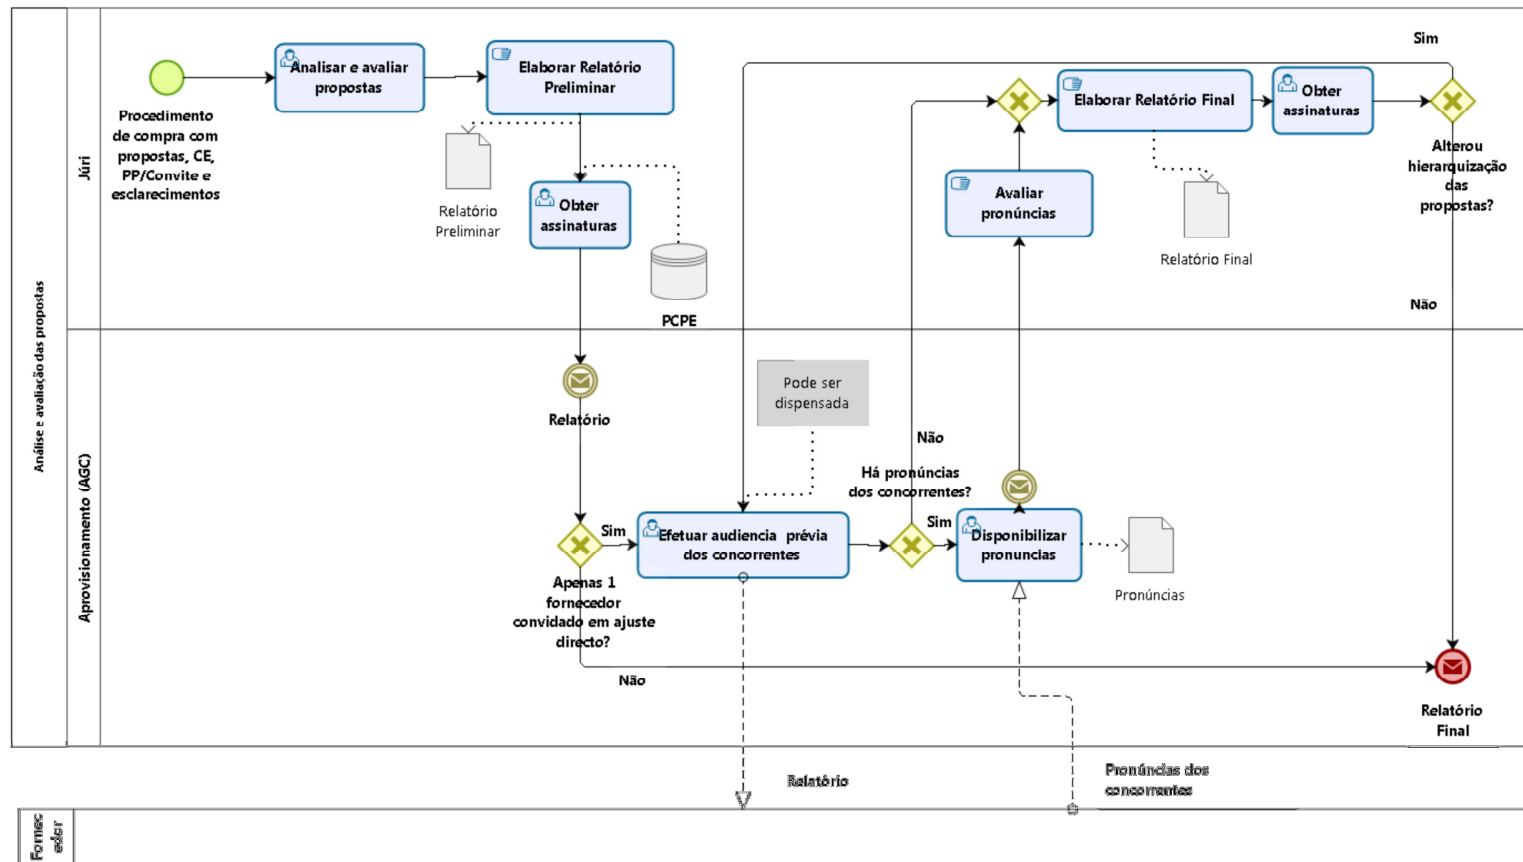 Análise e avaliação das propostas
Júri
Procedimento
de compra com
propostas, CE,
PP/Convite e
esclarecimentos
Analisar e avaliar
propostas
Elaborar Relatório
Preliminar
Relatório
Preliminar
Obter
assinaturas
PCPE
Avaliar
pronúncias
Elaborar Relatório Final
Relatório Final
Obter
assinaturas
Sim
Alterou
hierarquização
das
propostas?
Não
Aprovisionamento (AGC)
Relatório
Pode ser
dispensada
Apenas 1
fornecedor
convidado em ajuste
directo?
Sim
Não
Efetuar audiencia prévia
dos concorrentes
Não
Há pronúncias
dos concorrentes?
Sim
Disponibilizar
pronuncias
Pronúncias
Relatório
Final
Relatório
Pronúncias dos
concorrentes
Fornec
edor